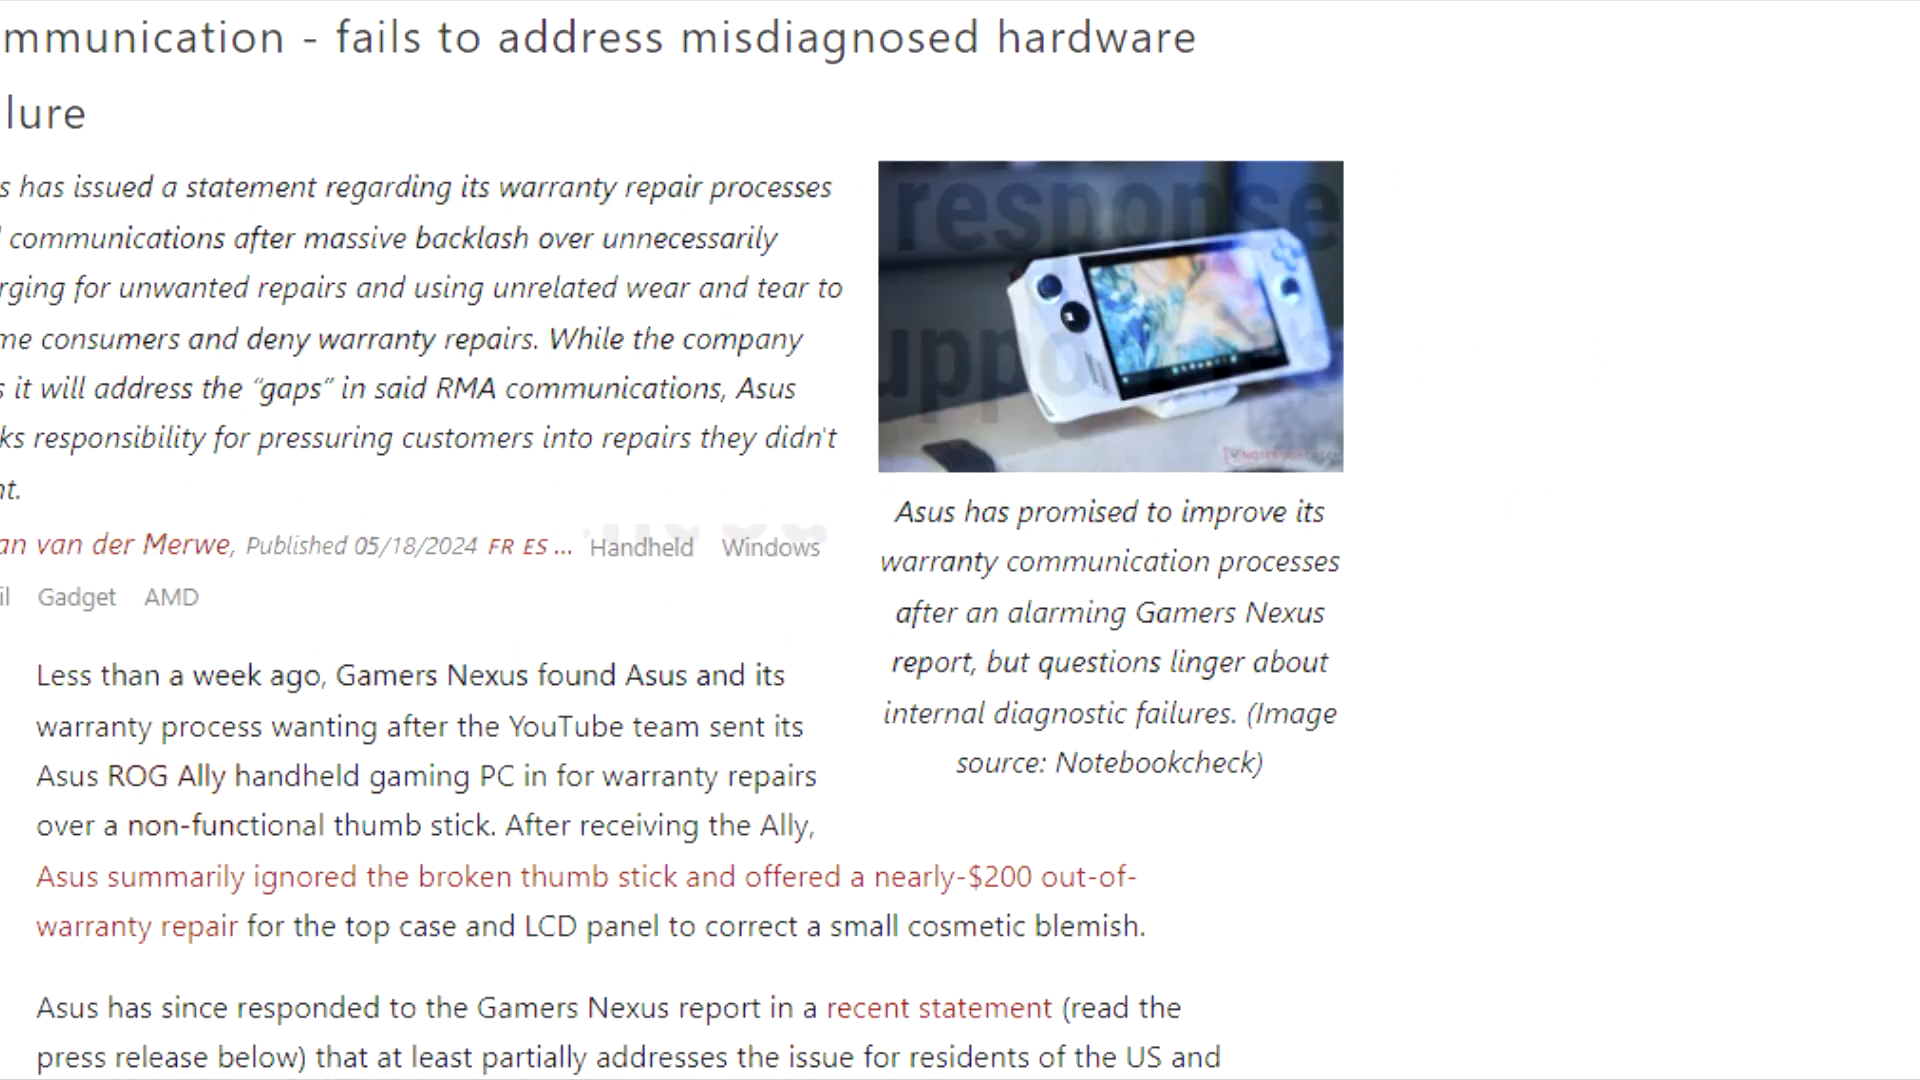 mmunication - fails to address misdiagnosed hardware
lure
s has issued a statement regarding its warranty repair processes
communications after massive backlash over unnecessarily
rging for unwanted repairs and using unrelated wear and tear to
me consumers and deny warranty repairs. While the company
s it will address the “gaps” in said RMA communications, Asus
ks responsibility for pressuring customers into repairs they didn't
nt.
an van der Merwe, Published 05/18/2024 FR ES ... Handheld Windows
il Gadget AMD
response
uppo
Asus has promised to improve its
warranty communication processes
after an alarming Gamers Nexus
report, but questions linger about
internal diagnostic failures. (Image
source: Notebookcheck)
Less than a week ago, Gamers Nexus found Asus and its
warranty process wanting after the YouTube team sent its
Asus ROG Ally handheld gaming PC in for warranty repairs
over a non-functional thumb stick. After receiving the Ally,
Asus summarily ignored the broken thumb stick and offered a nearly-$200 out-of-
warranty repair for the top case and LCD panel to correct a small cosmetic blemish.
Asus has since responded to the Gamers Nexus report in a recent statement (read the
press release below) that at least partially addresses the issue for residents of the US and